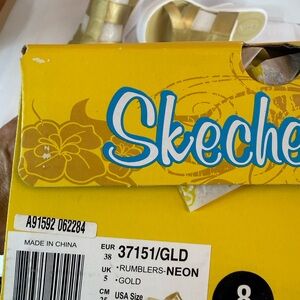 Skeche
A91592 062284
MADE IN CHINA
EUR 38
UK 5
CM 25
37151/GLD
•RUMBLERS-NEON
•GOLD
USA Size
8